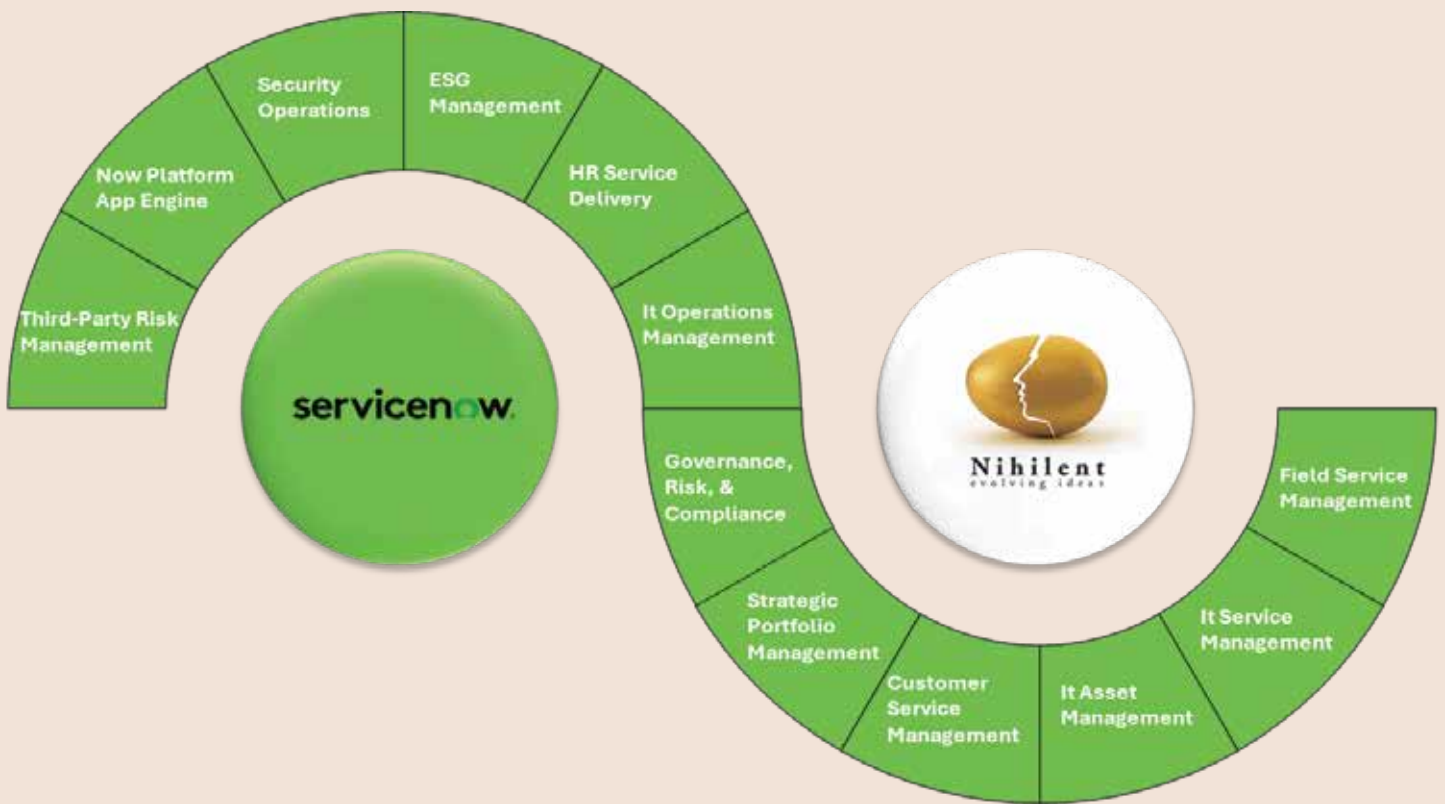 Third-Party Risk
Management
Now Platform
App Engine
Security
Operations
ESG
Management
HR Service
Delivery
It Operations
Management
servicenow.
Governance,
Risk, &
Compliance
Strategic
Portfolio
Management
Customer
Service
Management
It Asset
Management
It Service
Management
Field Service
Management
Nihilent
evolving ideas